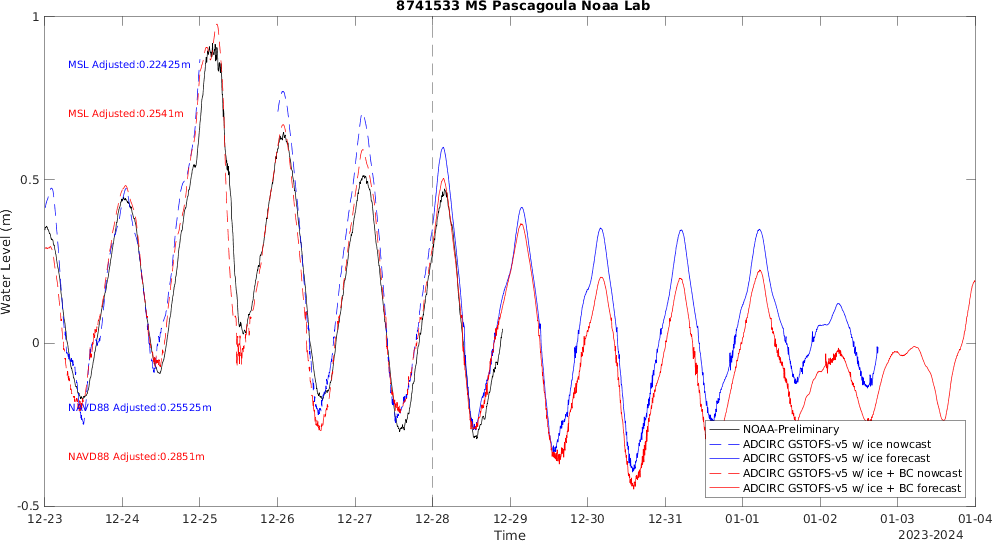 8741533 MS Pascagoula Noaa Lab
1
MSL Adjusted:0.22425m
MSL Adjusted:0.2541m
0.5
Water Level (m)
0
NAVD88 Adjusted:0.25525m
NAVD88 Adjusted:0.2851m
NOAA-Preliminary
ADCIRC GSTOFS-v5 w/ ice nowcast
ADCIRC GSTOFS-v5 w/ ice forecast
ADCIRC GSTOFS-v5 w/ ice + BC nowcast
ADCIRC GSTOFS-v5 w/ ice + BC forecast
-0.5
12-23 12-24 12-25 12-26 12-27 12-28 12-29 12-30 12-31 01-01 01-02 01-03 01-04
Time
2023-2024